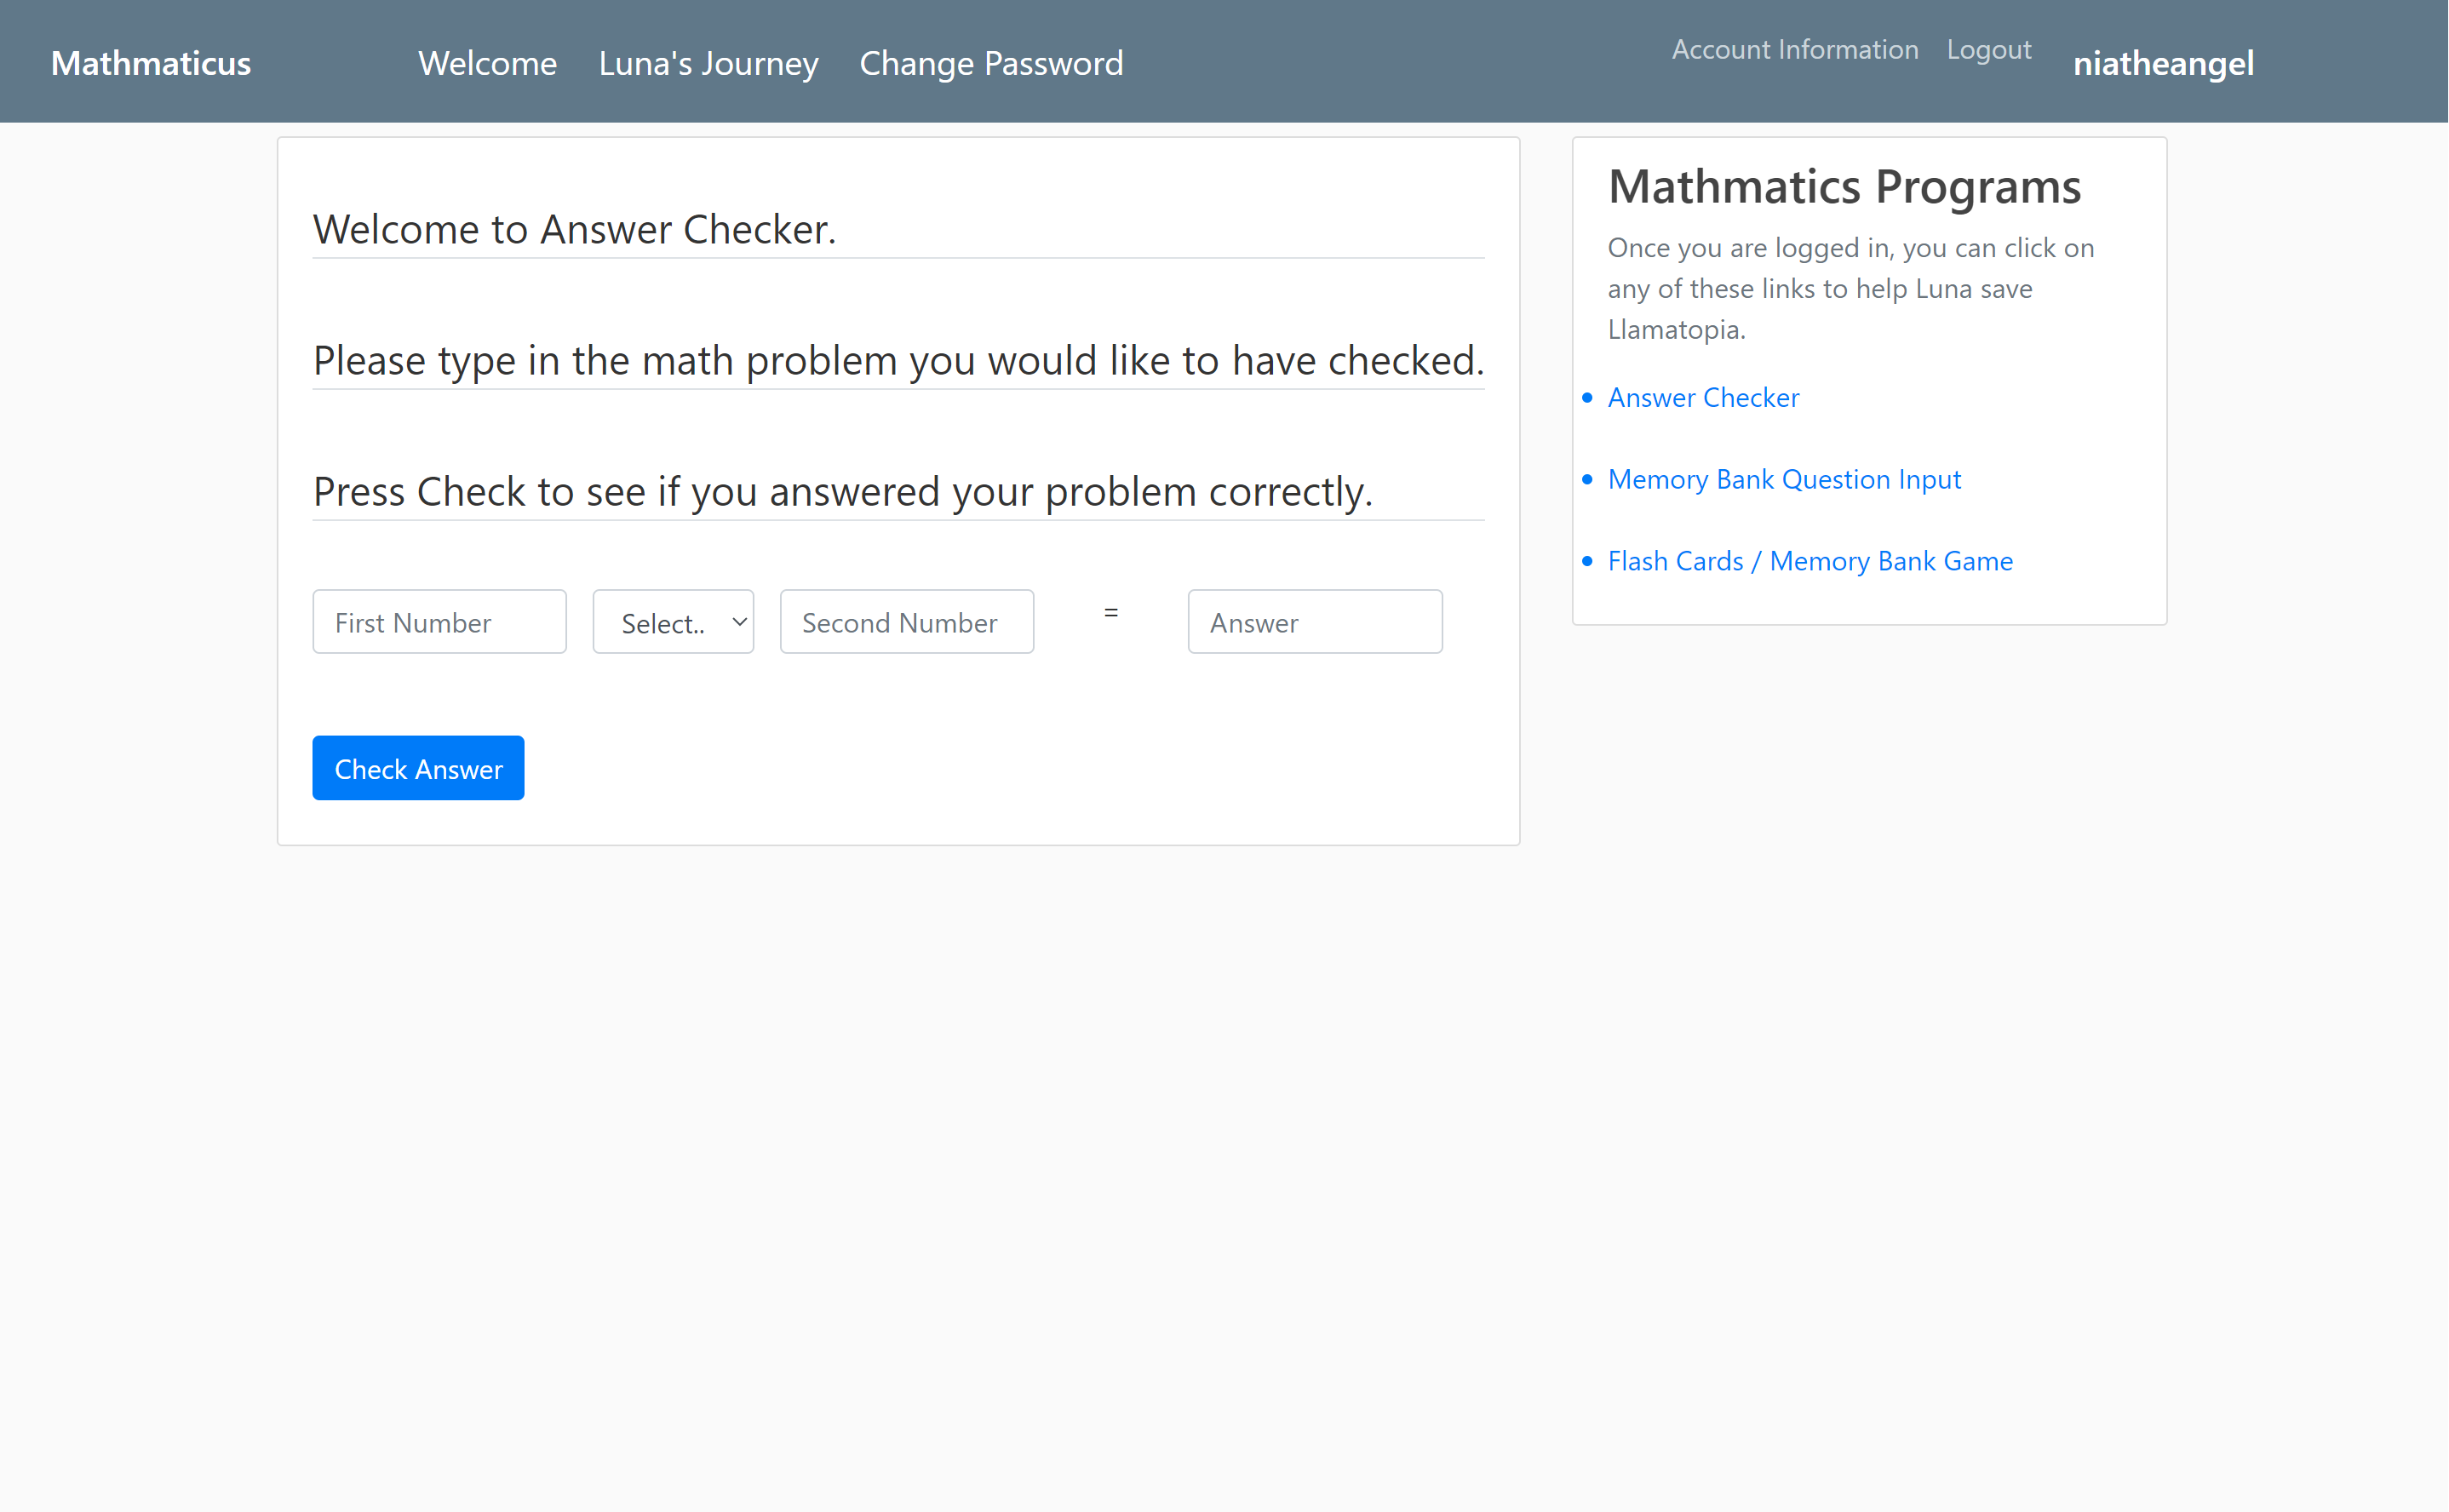 Mathmaticus Welcome Luna's Journey Change Password Account Information Logout niatheangel
Welcome to Answer Checker.
Please type in the math problem you would like to have checked.
Press Check to see if you answered your problem correctly.
First Number Select.. Second Number = Answer
Check Answer
Mathmatics Programs
Once you are logged in, you can click on
any of these links to help Luna save
Llamatopia.
Answer Checker
Memory Bank Question Input
Flash Cards / Memory Bank Game